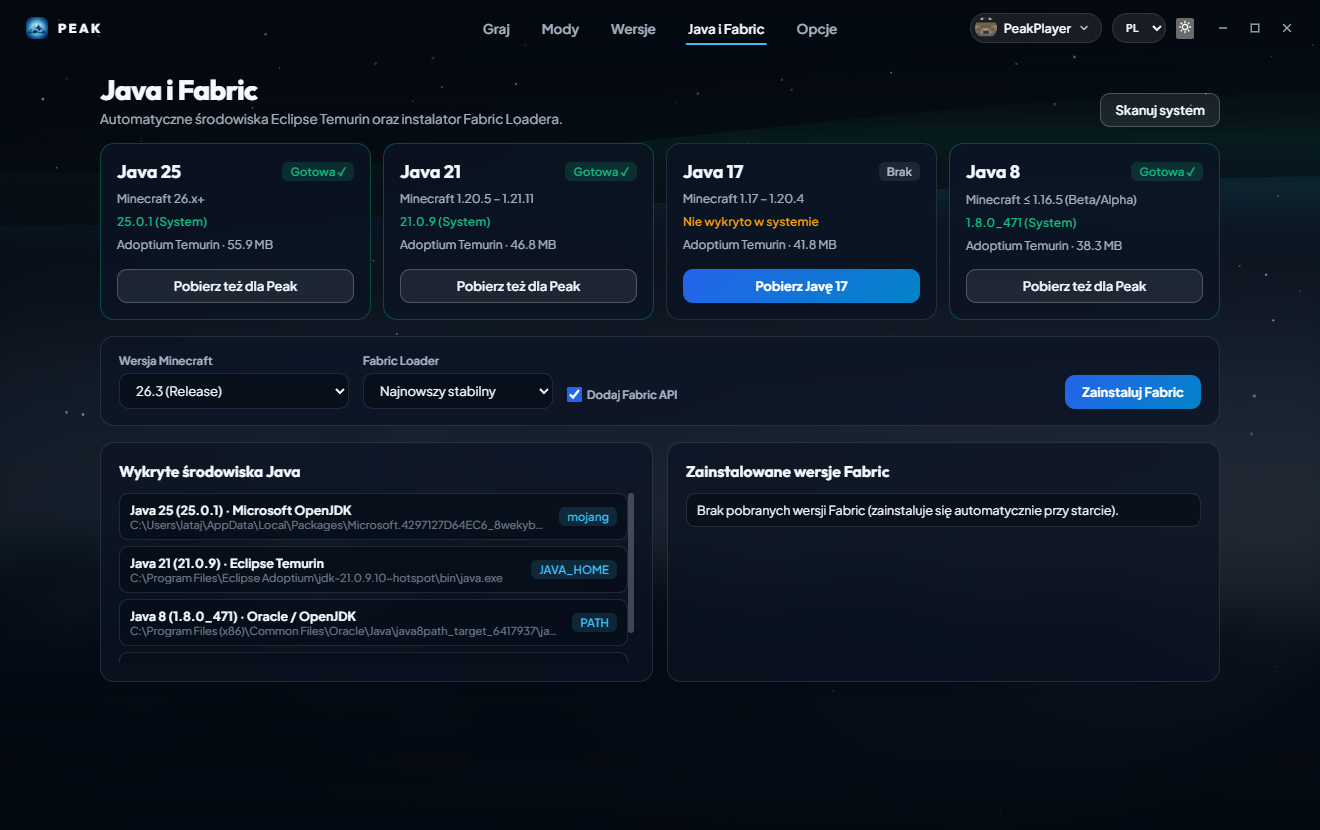 PEAK
Graj
Mody
Wersje
Java i Fabric
Opcje
PeakPlayer
PL
Java i Fabric
Automatyczne środowiska Eclipse Temurin oraz instalator Fabric Loadera.
Skanuj system
Java 25
Gotowa ✓
Minecraft 26.x+
25.0.1 (System)
Adoptium Temurin · 55.9 MB
Pobierz też dla Peak
Java 21
Gotowa ✓
Minecraft 1.20.5 – 1.21.11
21.0.9 (System)
Adoptium Temurin · 46.8 MB
Pobierz też dla Peak
Java 17
Brak
Minecraft 1.17 – 1.20.4
Nie wykryto w systemie
Adoptium Temurin · 41.8 MB
Pobierz Javę 17
Java 8
Gotowa ✓
Minecraft ≤ 1.16.5 (Beta/Alpha)
1.8.0_471 (System)
Adoptium Temurin · 38.3 MB
Pobierz też dla Peak
Wersja Minecraft
26.3 (Release)
Fabric Loader
Najnowszy stabilny
Dodaj Fabric API
Zainstaluj Fabric
Wykryte środowiska Java
Java 25 (25.0.1) · Microsoft OpenJDK
C:\Users\lataj\AppData\Local\Packages\Microsoft.4297127D64EC6_8wekyb…
mojang
Java 21 (21.0.9) · Eclipse Temurin
C:\Program Files\Eclipse Adoptium\jdk-21.0.9.10-hotspot\bin\java.exe
JAVA_HOME
Java 8 (1.8.0_471) · Oracle / OpenJDK
C:\Program Files (x86)\Common Files\Oracle\Java\java8path_target_6417937\ja…
PATH
Zainstalowane wersje Fabric
Brak pobranych wersji Fabric (zainstaluje się automatycznie przy starcie).